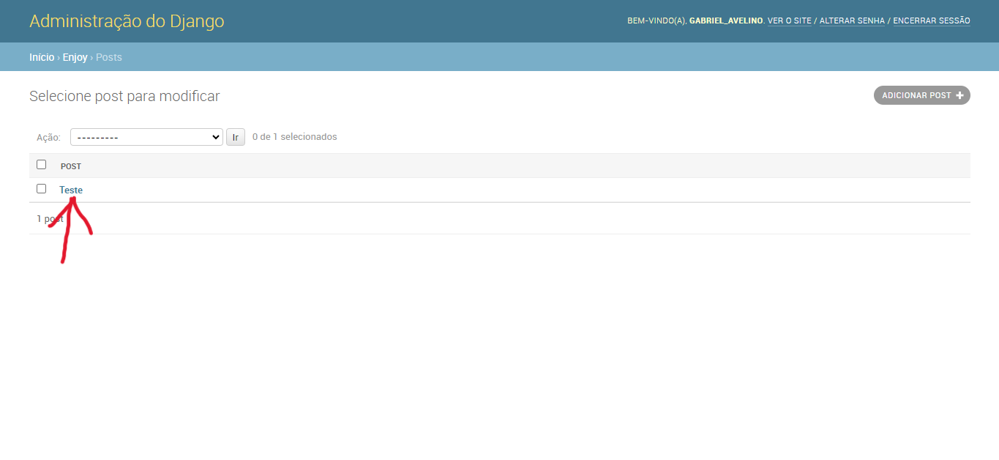 Administração do Django
BEM-VINDO(A), GABRIEL_AVELINO. VER O SITE / ALTERAR SENHA / ENCERRAR SESSÃO
Início › Enjoy › Posts
Selecione post para modificar
ADICIONAR POST +
Ação: --------- Ir 0 de 1 selecionados
POST
Teste
1 post